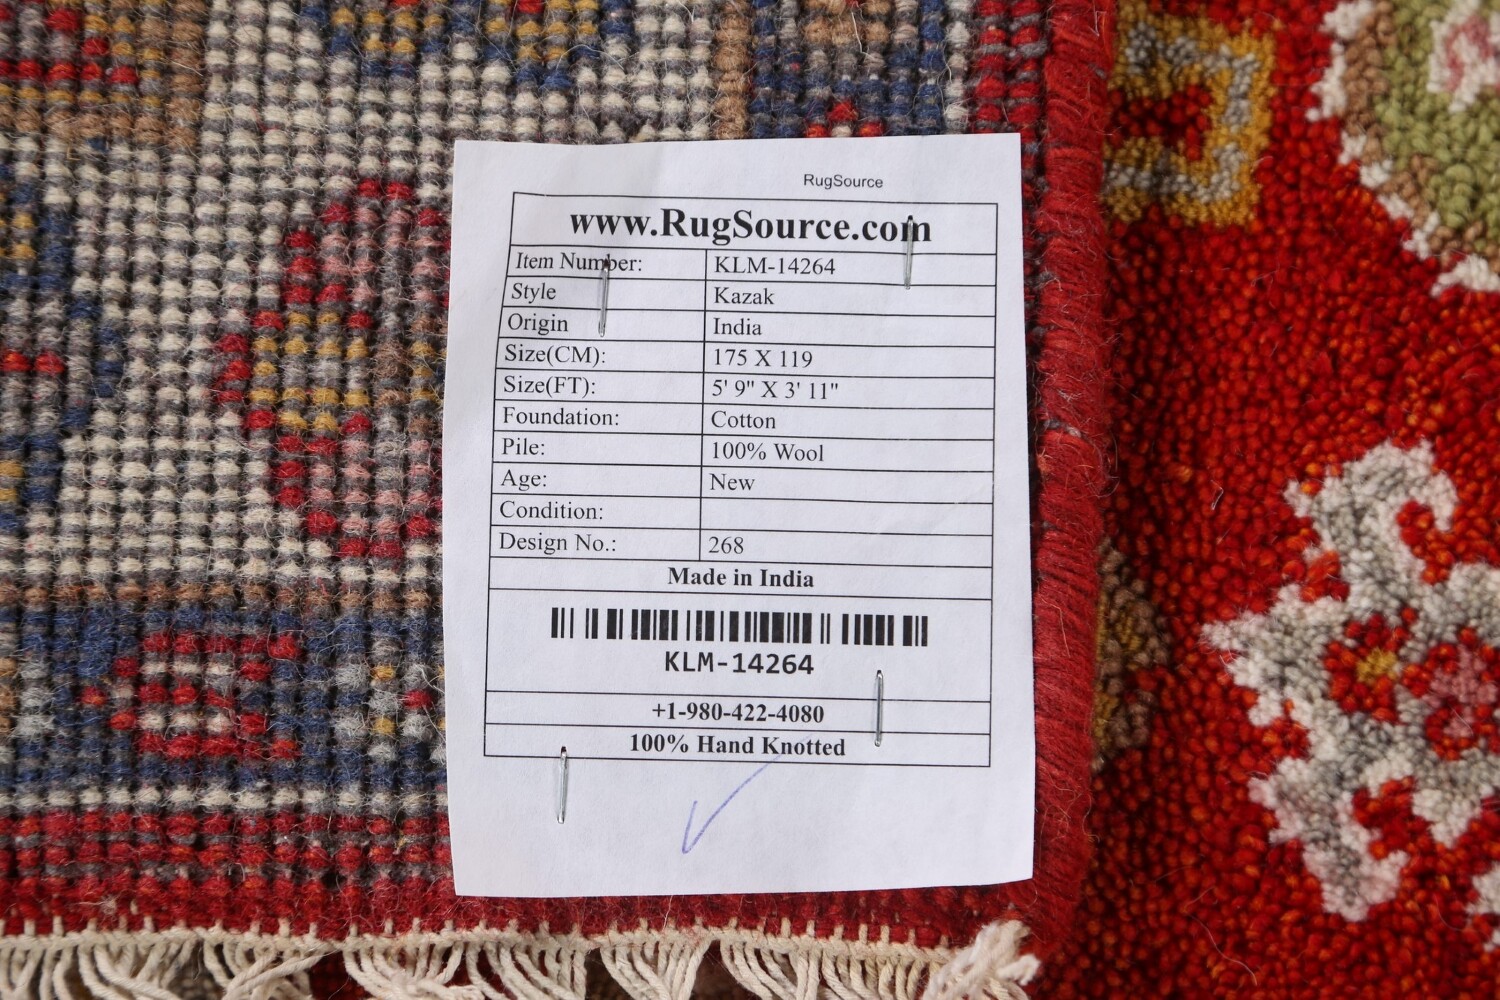 RugSource
www.RugSource.com
Item Number: KLM-14264
Style Kazak
Origin India
Size(CM): 175 X 119
Size(FT): 5' 9" X 3' 11"
Foundation: Cotton
Pile: 100% Wool
Age: New
Condition:
Design No.: 268
Made in India
KLM-14264
+1-980-422-4080
100% Hand Knotted